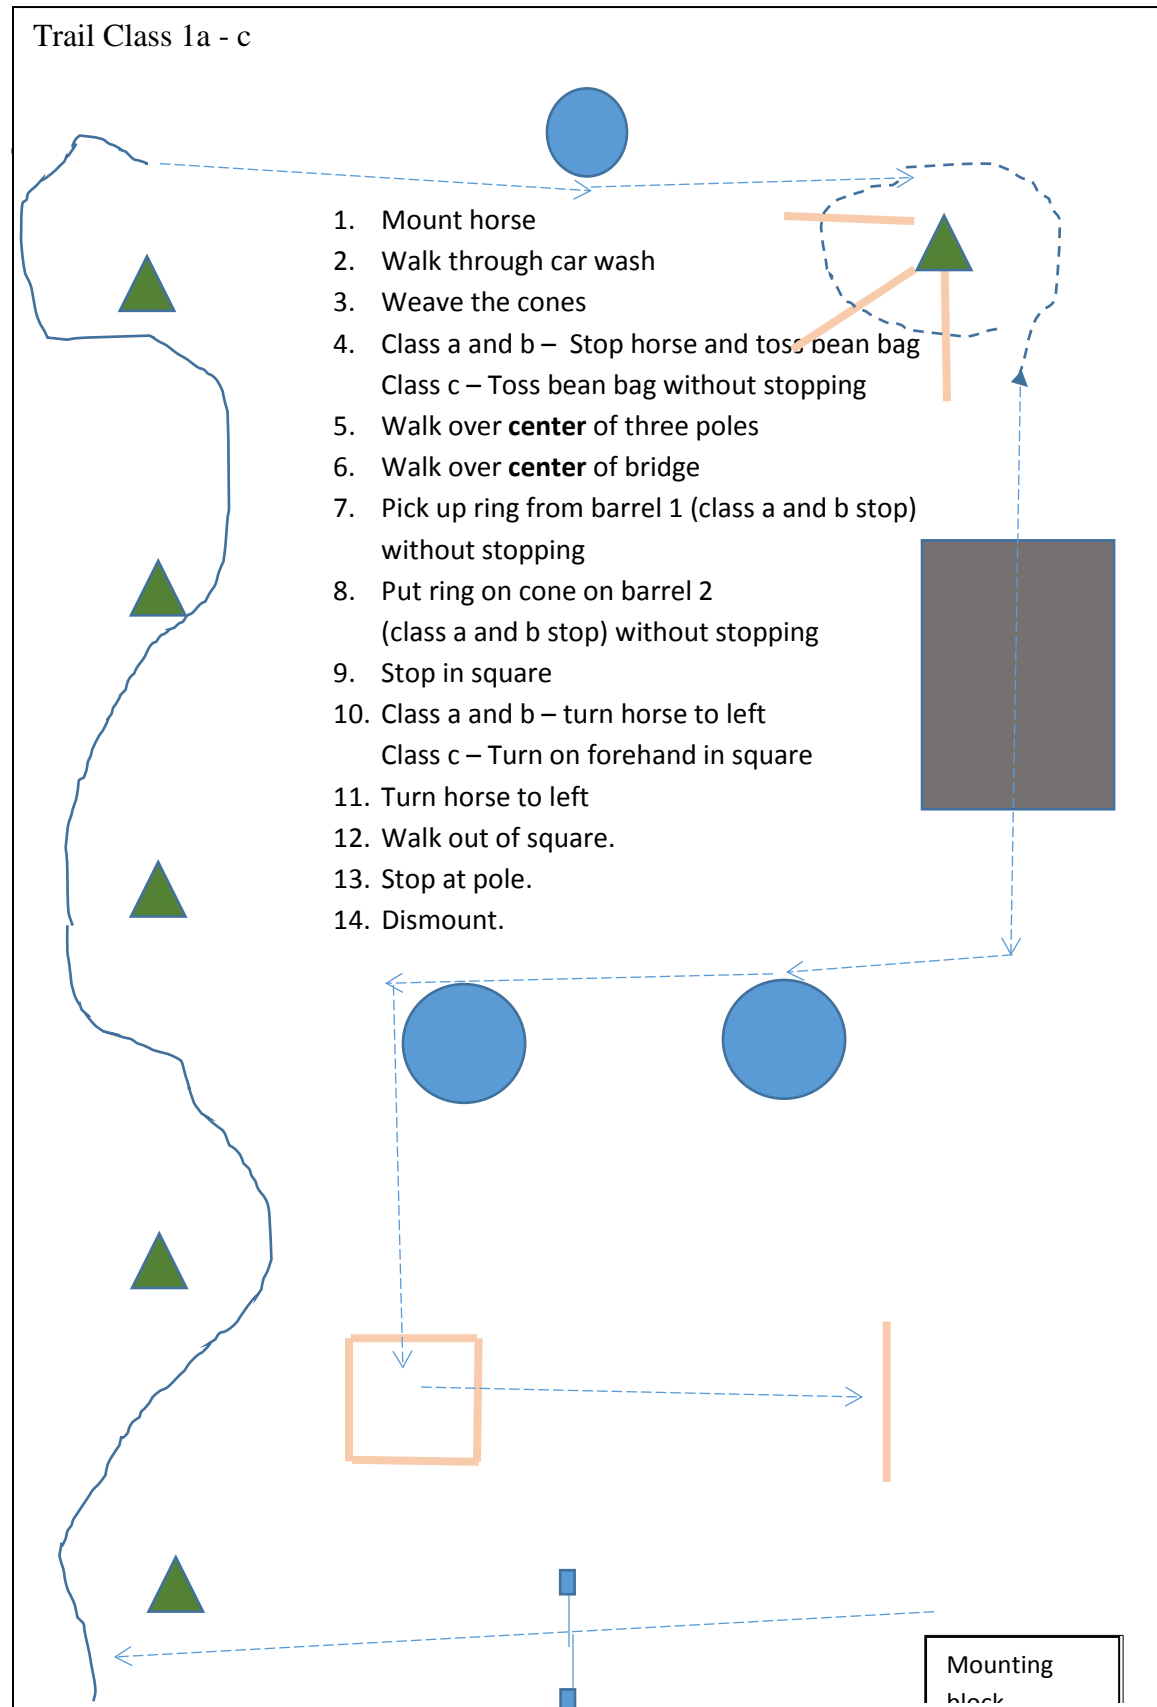 Trail Class 1a - c
1. Mount horse
2. Walk through car wash
3. Weave the cones
4. Class a and b – Stop horse and toss bean bag
Class c – Toss bean bag without stopping
5. Walk over center of three poles
6. Walk over center of bridge
7. Pick up ring from barrel 1 (class a and b stop)
without stopping
8. Put ring on cone on barrel 2
(class a and b stop) without stopping
9. Stop in square
10. Class a and b – turn horse to left
Class c – Turn on forehand in square
11. Turn horse to left
12. Walk out of square.
13. Stop at pole.
14. Dismount.
Mounting
block